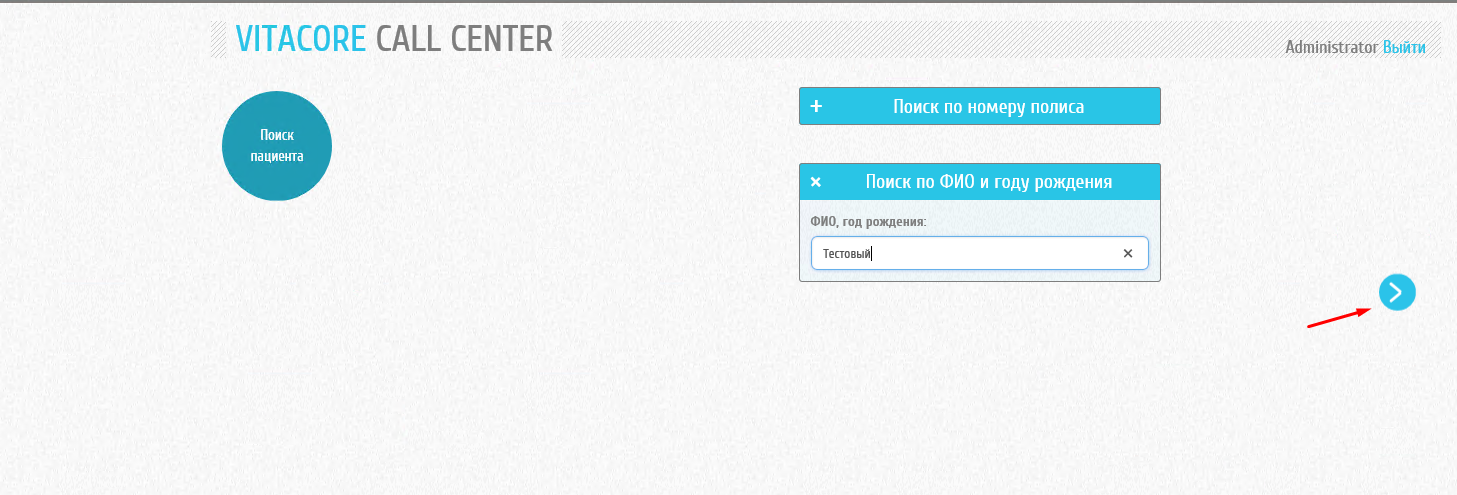 VITACORE CALL CENTER
Administrator Выйти
Поиск
пациента
+ Поиск по номеру полиса
× Поиск по ФИО и году рождения
ФИО, год рождения:
Тестовый ×